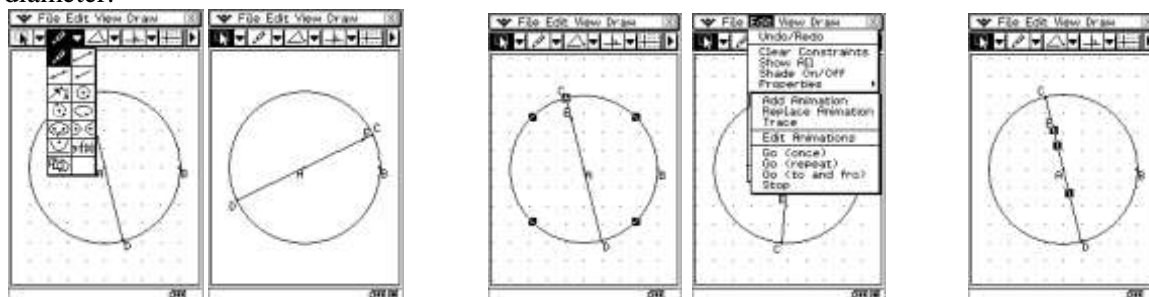 diameter.
File Edit View Draw
A
B
D
File Edit View Draw
C
A
B
D
File Edit View Draw
C
E
A
B
D
File Edit View Draw
Undo/Redo
Clear Constraints
Show All
Shade On/Off
Properties
Add Animation
Replace Animation
Trace
Edit Animations
Go (once)
Go (repeat)
Go (to and fro)
Stop
C
File Edit View Draw
C
A
B
D